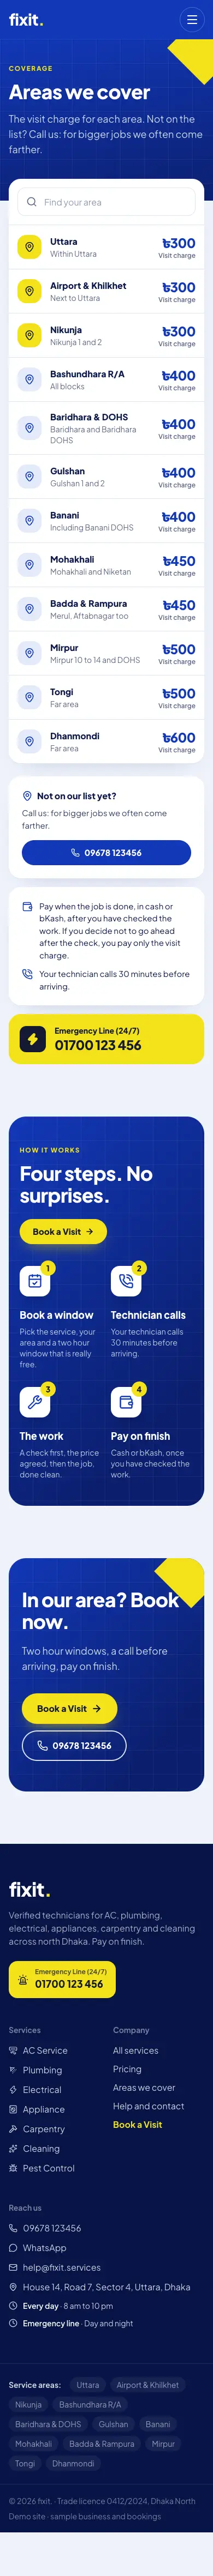 fixit.
COVERAGE
Areas we cover
The visit charge for each area. Not on the
list? Call us: for bigger jobs we often come
farther.
Find your area
Uttara
৳300
Within Uttara
Visit charge
Airport & Khilkhet
৳300
Next to Uttara
Visit charge
Nikunja
৳300
Nikunja 1 and 2
Visit charge
Bashundhara R/A
৳400
All blocks
Visit charge
Baridhara & DOHS
৳400
Baridhara and Baridhara
DOHS
Visit charge
Gulshan
৳400
Gulshan 1 and 2
Visit charge
Banani
৳400
Including Banani DOHS
Visit charge
Mohakhali
৳450
Mohakhali and Niketan
Visit charge
Badda & Rampura
৳450
Merul, Aftabnagar too
Visit charge
Mirpur
৳500
Mirpur 10 to 14 and DOHS
Visit charge
Tongi
৳500
Far area
Visit charge
Dhanmondi
৳600
Far area
Visit charge
Not on our list yet?
Call us: for bigger jobs we often come
farther.
09678 123456
Pay when the job is done, in cash or
bKash, after you have checked the
work. If you decide not to go ahead
after the check, you pay only the visit
charge.
Your technician calls 30 minutes before
arriving.
Emergency Line (24/7)
01700 123 456
HOW IT WORKS
Four steps. No
surprises.
Book a Visit
1
Book a window
Pick the service, your
area and a two hour
window that is really
free.
2
Technician calls
Your technician calls
30 minutes before
arriving.
3
The work
A check first, the price
agreed, then the job,
done clean.
4
Pay on finish
Cash or bKash, once
you have checked the
work.
In our area? Book
now.
Two hour windows, a call before
arriving, pay on finish.
Book a Visit
09678 123456
fixit.
Verified technicians for AC, plumbing,
electrical, appliances, carpentry and cleaning
across north Dhaka. Pay on finish.
Emergency Line (24/7)
01700 123 456
Services
AC Service
Plumbing
Electrical
Appliance
Carpentry
Cleaning
Pest Control
Company
All services
Pricing
Areas we cover
Help and contact
Book a Visit
Reach us
09678 123456
WhatsApp
help@fixit.services
House 14, Road 7, Sector 4, Uttara, Dhaka
Every day · 8 am to 10 pm
Emergency line · Day and night
Service areas: Uttara Airport & Khilkhet
Nikunja Bashundhara R/A
Baridhara & DOHS Gulshan Banani
Mohakhali Badda & Rampura Mirpur
Tongi Dhanmondi
© 2026 fixit. · Trade licence 0412/2024, Dhaka North
Demo site · sample business and bookings